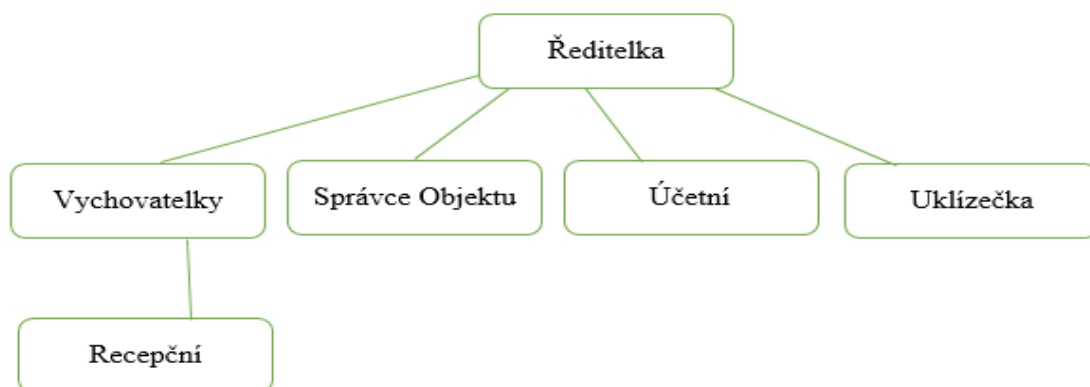 Ředitelka
Vychovatelky
Správce Objektu
Účetní
Uklízečka
Recepční